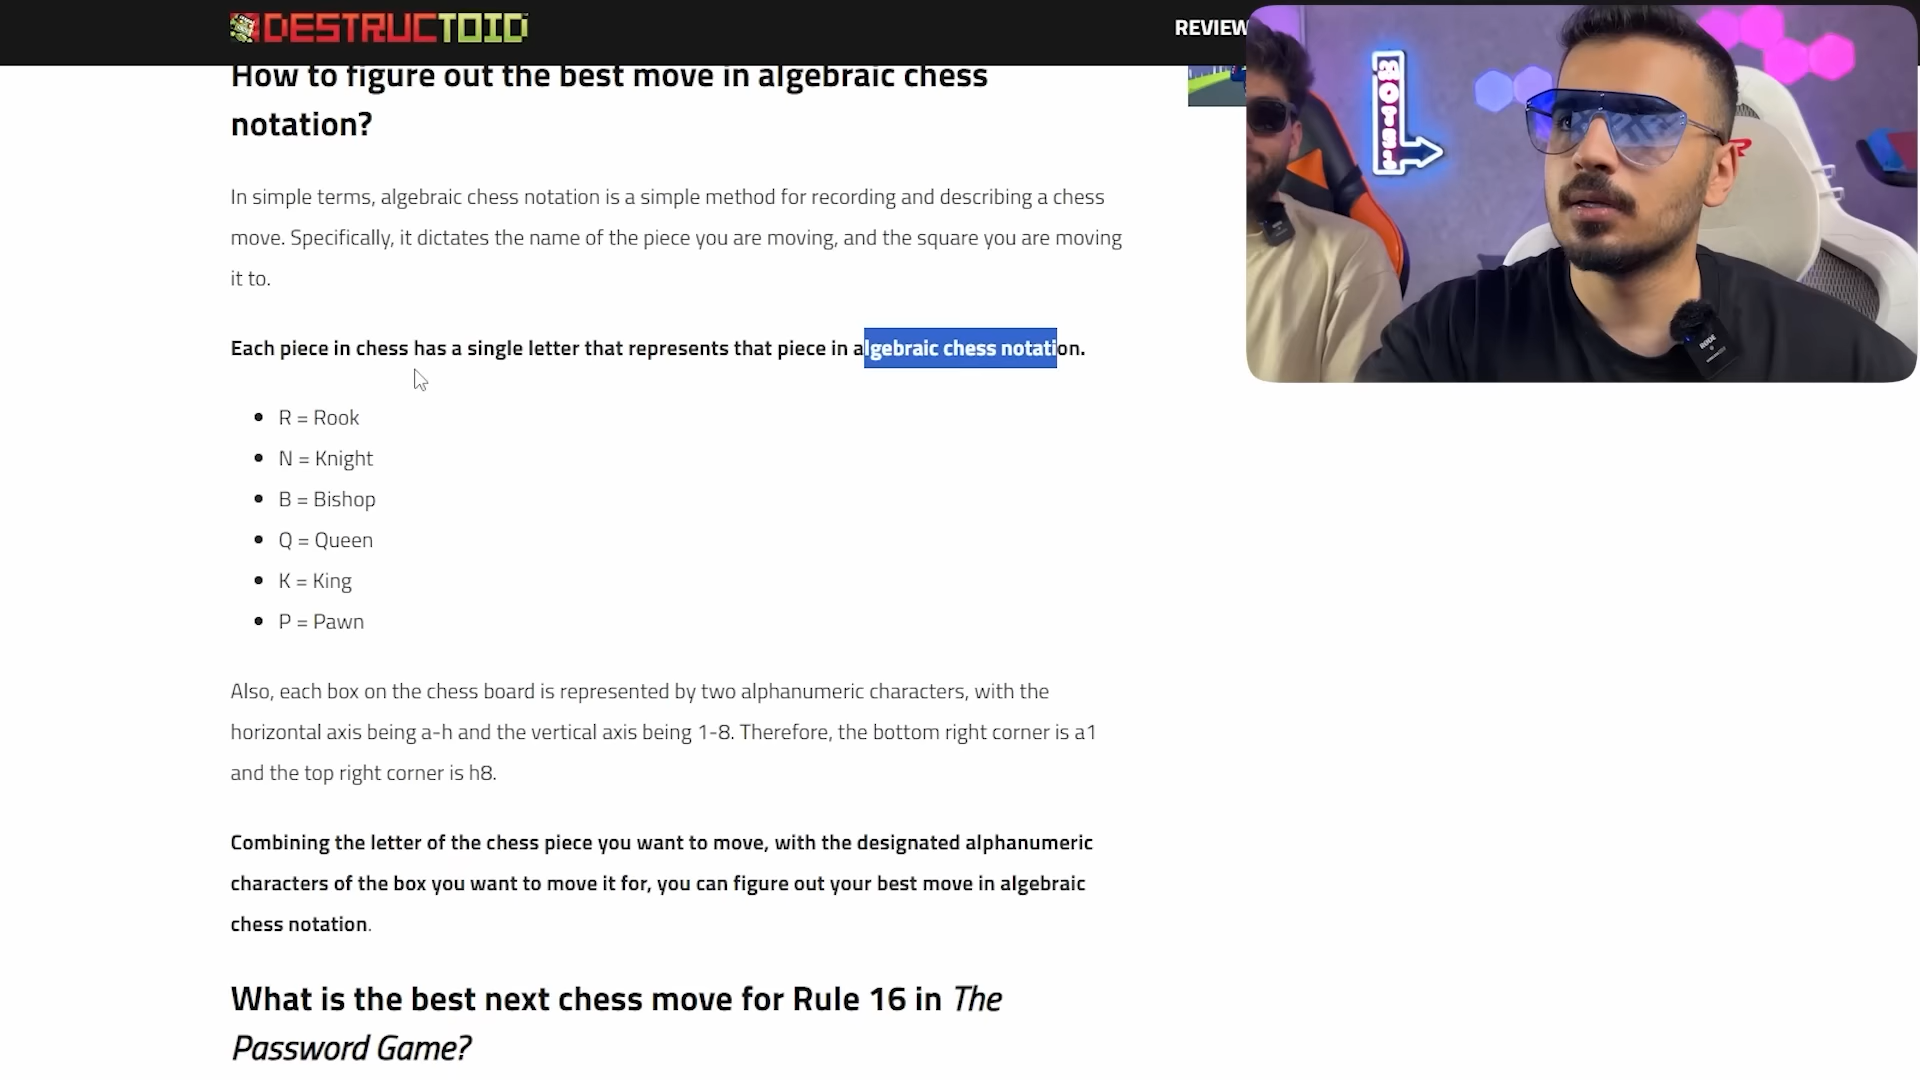 DESTRUCTOID
REVIEW
How to figure out the best move in algebraic chess
notation?
In simple terms, algebraic chess notation is a simple method for recording and describing a chess
move. Specifically, it dictates the name of the piece you are moving, and the square you are moving
it to.
Each piece in chess has a single letter that represents that piece in algebraic chess notation.
R = Rook
N = Knight
B = Bishop
Q = Queen
K = King
P = Pawn
Also, each box on the chess board is represented by two alphanumeric characters, with the
horizontal axis being a-h and the vertical axis being 1-8. Therefore, the bottom right corner is a1
and the top right corner is h8.
Combining the letter of the chess piece you want to move, with the designated alphanumeric
characters of the box you want to move it for, you can figure out your best move in algebraic
chess notation.
What is the best next chess move for Rule 16 in The
Password Game?
RODE